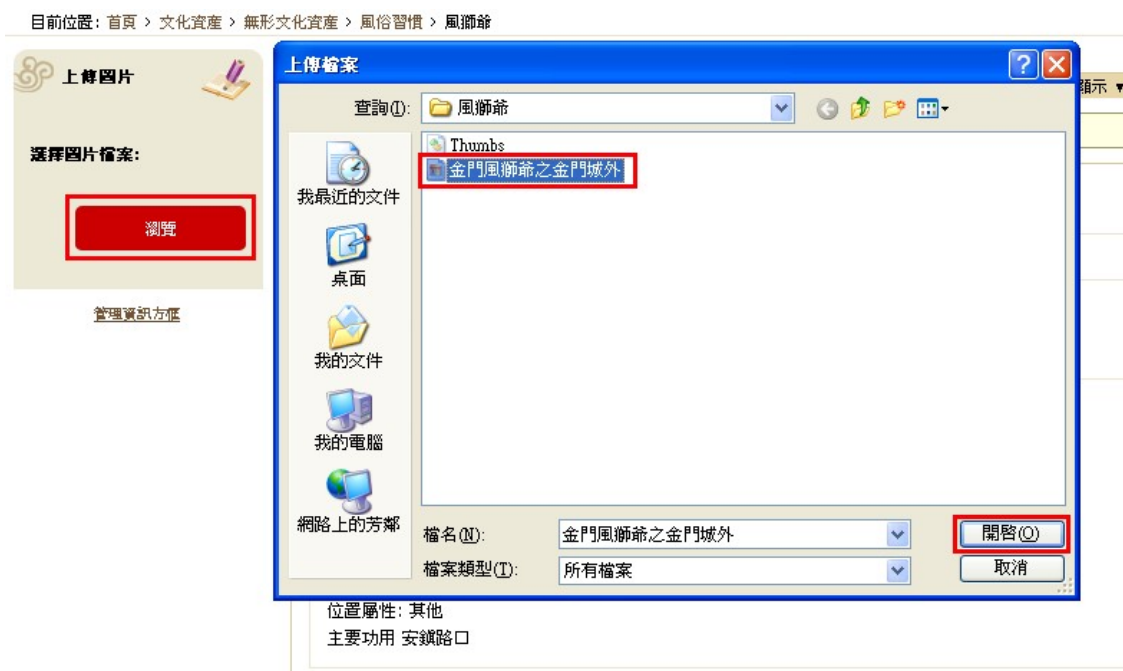 目前位置: 首頁 > 文化資產 > 無形文化資產 > 風俗習慣 > 風獅爺
上傳圖片
選擇圖片檔案:
瀏覽
管理資訊方框
上傳檔案
查詢(I):
風獅爺
顯示 ▼
Thumbs
金門風獅爺之金門城外
我最近的文件
桌面
我的文件
我的電腦
網路上的芳鄰
檔名(N):
金門風獅爺之金門城外
開啓(O)
檔案類型(T):
所有檔案
取消
位置屬性: 其他
主要功用 安鎮路口